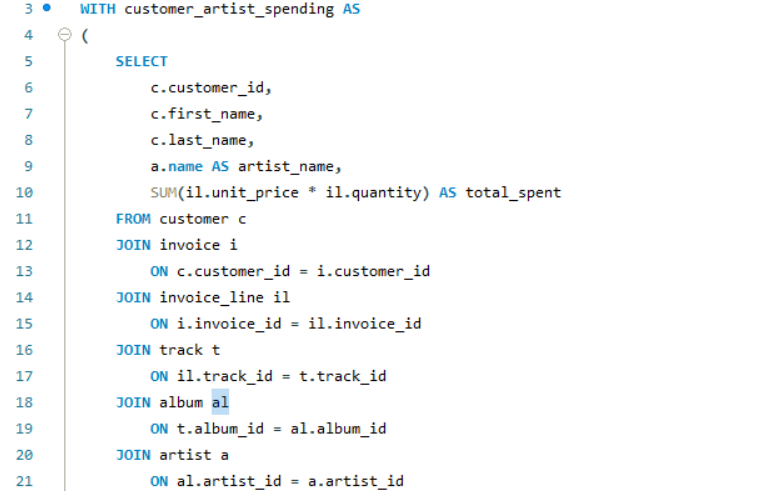 3 WITH customer_artist_spending AS
4 (
5 SELECT
6 c.customer_id,
7 c.first_name,
8 c.last_name,
9 a.name AS artist_name,
10 SUM(il.unit_price * il.quantity) AS total_spent
11 FROM customer c
12 JOIN invoice i
13 ON c.customer_id = i.customer_id
14 JOIN invoice_line il
15 ON i.invoice_id = il.invoice_id
16 JOIN track t
17 ON il.track_id = t.track_id
18 JOIN album al
19 ON t.album_id = al.album_id
20 JOIN artist a
21 ON al.artist_id = a.artist_id